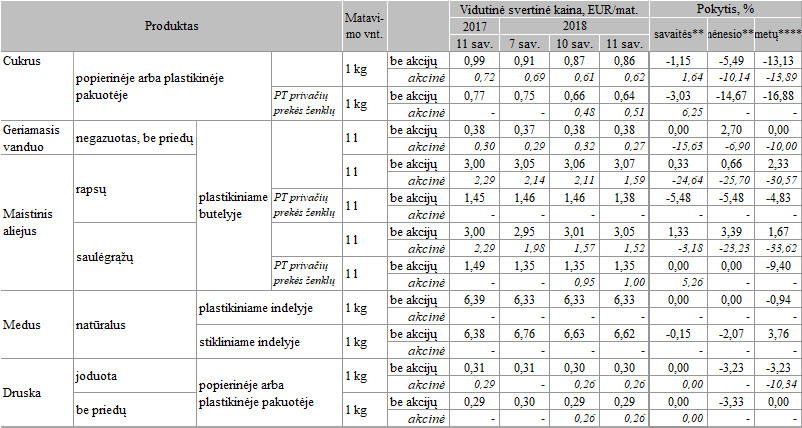 Produktas Matavi- Vidutinė svertinė kaina, EUR/mat. Pokytis, %
mo vnt. 2017 2018 savaitės** mėnesio** metų****
11 sav. 7 sav. 10 sav. 11 sav.
Cukrus popierinėje arba plastikinėje pakuotėje 1 kg be akcijų 0,99 0,91 0,87 0,86 -1,15 -5,49 -13,13
akcinė 0,72 0,69 0,61 0,62 1,64 -10,14 -13,89
PT privačių prekės ženklų 1 kg be akcijų 0,77 0,75 0,66 0,64 -3,03 -14,67 -16,88
akcinė - - 0,48 0,51 6,25 - -
Geriamasis vanduo negazuotas, be priedų plastikiniame butelyje 1 l be akcijų 0,38 0,37 0,38 0,38 0,00 2,70 0,00
akcinė 0,30 0,29 0,32 0,27 -15,63 -6,90 -10,00
Maistinis aliejus rapsų 1 l be akcijų 3,00 3,05 3,06 3,07 0,33 0,66 2,33
akcinė 2,29 2,14 2,11 1,59 -24,64 -25,70 -30,57
PT privačių prekės ženklų 1 l be akcijų 1,45 1,46 1,46 1,38 -5,48 -5,48 -4,83
akcinė - - - - - - -
saulėgrąžų 1 l be akcijų 3,00 2,95 3,01 3,05 1,33 3,39 1,67
akcinė 2,29 1,98 1,57 1,52 -3,18 -23,23 -33,62
PT privačių prekės ženklų 1 l be akcijų 1,49 1,35 1,35 1,35 0,00 0,00 -9,40
akcinė - - 0,95 1,00 5,26 - -
Medus natūralus plastikiniame indelyje 1 kg be akcijų 6,39 6,33 6,33 6,33 0,00 0,00 -0,94
akcinė - - - - - - -
stikliniame indelyje 1 kg be akcijų 6,38 6,76 6,63 6,62 -0,15 -2,07 3,76
akcinė - - - - - - -
Druska joduota popierinėje arba plastikinėje pakuotėje 1 kg be akcijų 0,31 0,31 0,30 0,30 0,00 -3,23 -3,23
akcinė 0,29 - 0,26 0,26 0,00 - -10,34
be priedų 1 kg be akcijų 0,29 0,30 0,29 0,29 0,00 -3,33 0,00
akcinė - - 0,26 0,26 0,00 - -